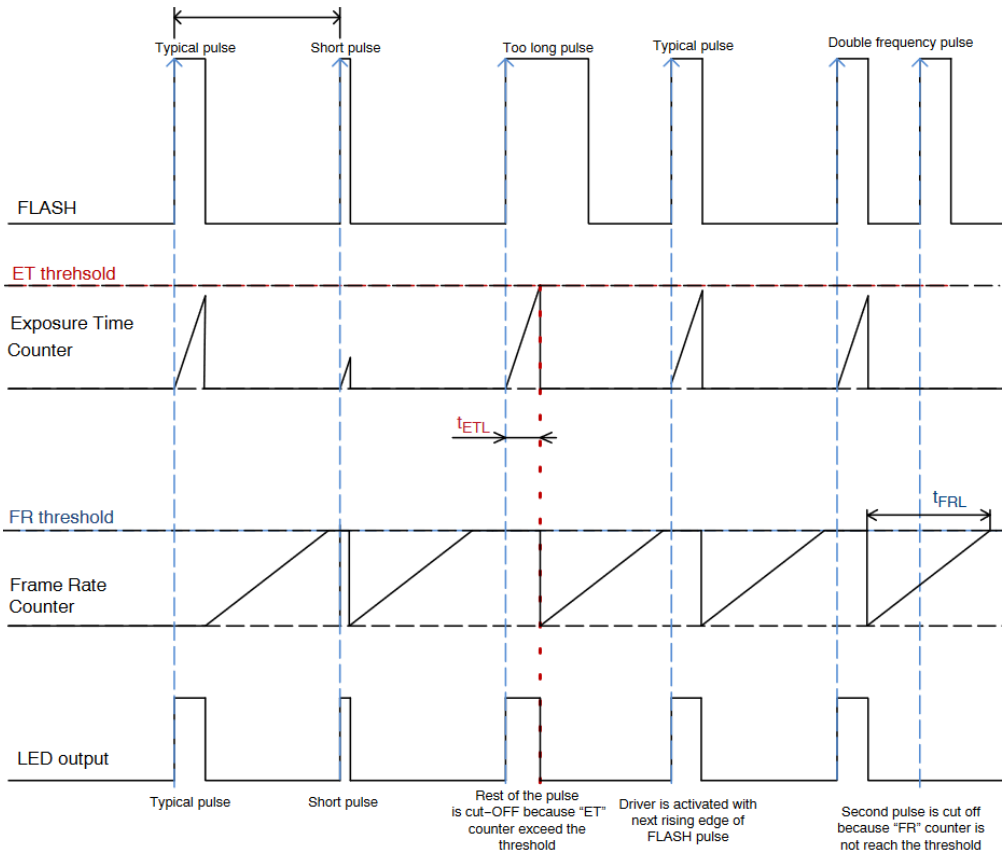 Typical pulse
Short pulse
Too long pulse
Typical pulse
Double frequency pulse
FLASH
ET threhsold
Exposure Time
Counter
tETL
FR threshold
tFRL
Frame Rate
Counter
LED output
Typical pulse
Short pulse
Rest of the pulse
is cut–OFF because “ET”
counter exceed the
threshold
Driver is activated with
next rising edge of
FLASH pulse
Second pulse is cut off
because “FR” counter is
not reach the threshold